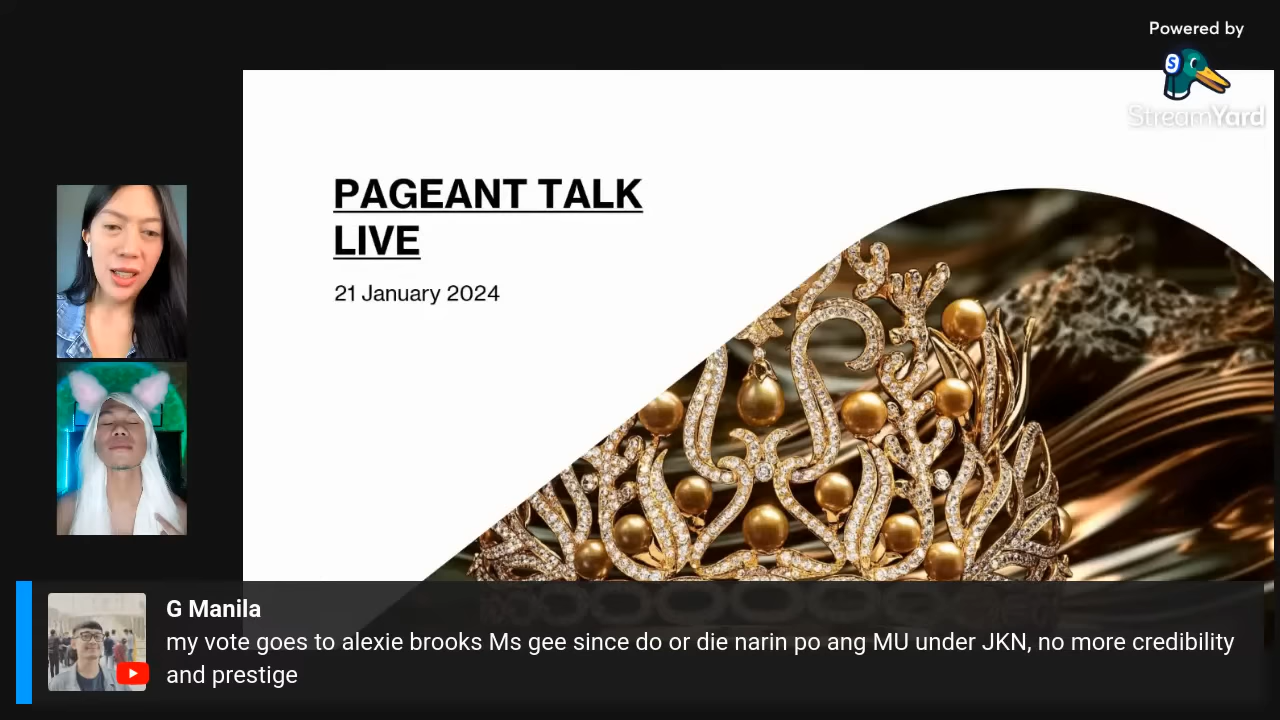 Powered by
StreamYard
PAGEANT TALK
LIVE
21 January 2024
G Manila
my vote goes to alexie brooks Ms gee since do or die narin po ang MU under JKN, no more credibility
and prestige